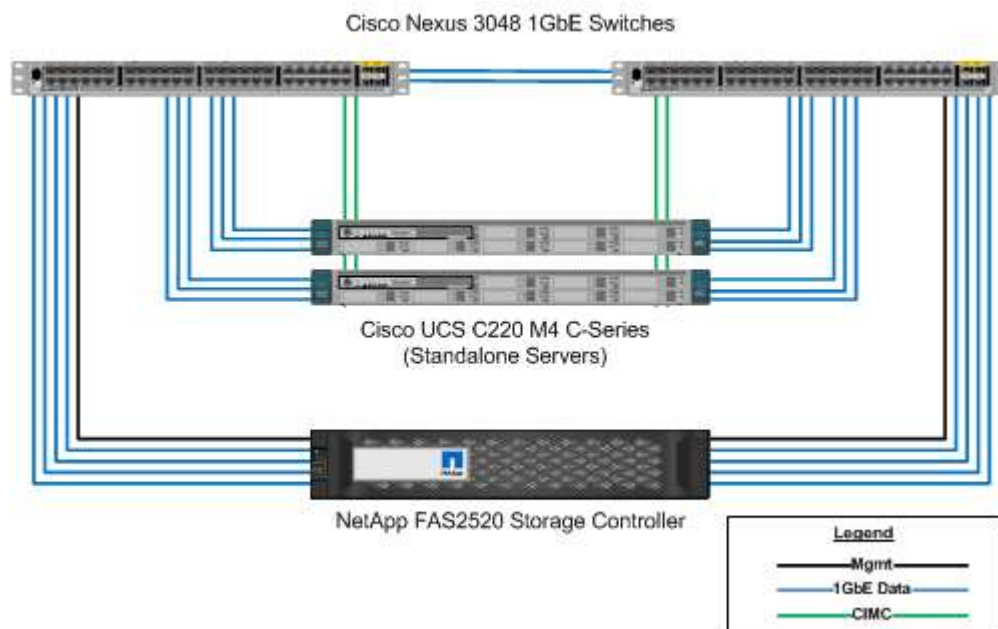 Cisco Nexus 3048 1GbE Switches
Cisco UCS C220 M4 C-Series
(Standalone Servers)
NetApp
NetApp FAS2520 Storage Controller
Legend
Mgmt
1GbE Data
CIMC